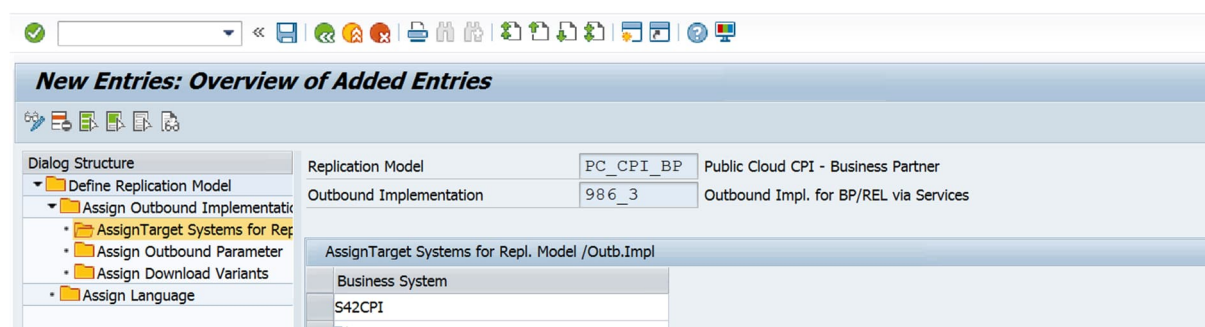 New Entries: Overview of Added Entries
Dialog Structure
Define Replication Model
Assign Outbound Implementatic
AssignTarget Systems for Rep
Assign Outbound Parameter
Assign Download Variants
Assign Language
Replication Model PC_CPI_BP Public Cloud CPI - Business Partner
Outbound Implementation 986_3 Outbound Impl. for BP/REL via Services
AssignTarget Systems for Repl. Model /Outb.Impl
Business System
S42CPI